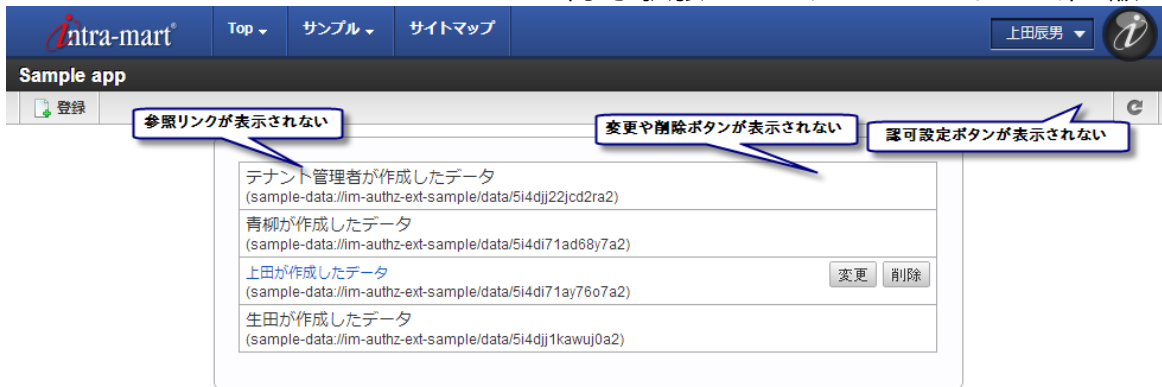 intra-mart® Top サンプル サイトマップ 上田辰男
Sample app
登録
参照リンクが表示されない
変更や削除ボタンが表示されない
認可設定ボタンが表示されない
テナント管理者が作成したデータ
(sample-data://im-authz-ext-sample/data/5i4djj22jcd2ra2)
青柳が作成したデータ
(sample-data://im-authz-ext-sample/data/5i4di71ad68y7a2)
上田が作成したデータ 変更 削除
(sample-data://im-authz-ext-sample/data/5i4di71ay76o7a2)
生田が作成したデータ
(sample-data://im-authz-ext-sample/data/5i4djj1kawuj0a2)